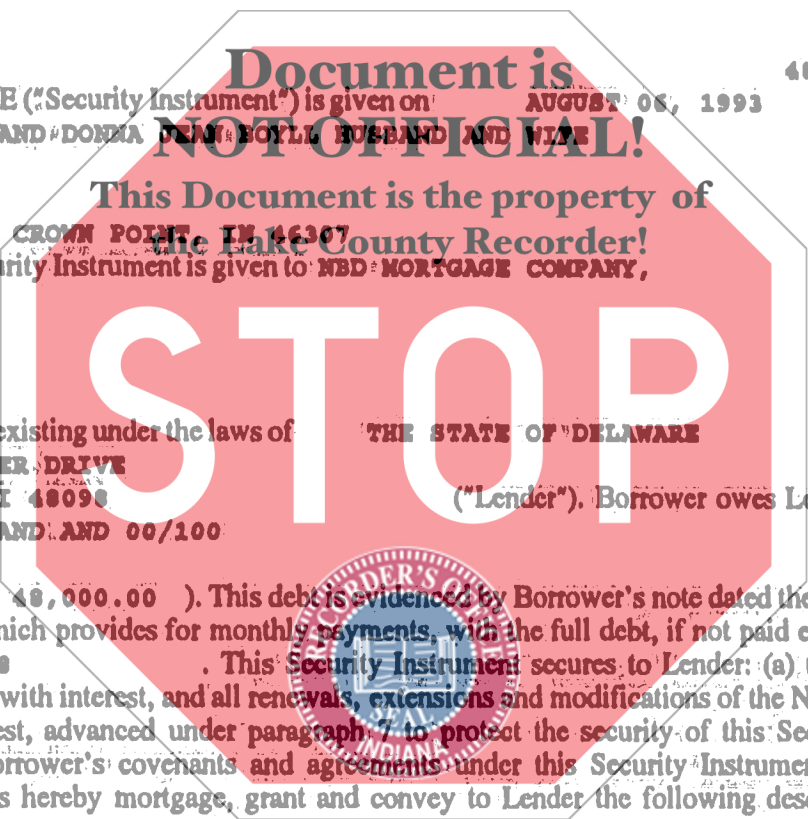 Document is
48
E ("Security Instrument") is given on AUGUST 06, 1993
AND DONNA JEAN BOYLL HUSBAND AND WIFE
NOT OFFICIAL!
This Document is the property of
CROWN POINT, IN 46307
the Lake County Recorder!
urity Instrument is given to NBD MORTGAGE COMPANY,
STOP
existing under the laws of THE STATE OF DELAWARE
ER DRIVE
I 48098 ("Lender"). Borrower owes Le
AND AND 00/100
48,000.00 ). This debt is evidenced by Borrower's note dated the
hich provides for monthly payments, with the full debt, if not paid e
. This Security Instrument secures to Lender: (a)
with interest, and all renewals, extensions and modifications of the N
est, advanced under paragraph 7 to protect the security of this Sec
orrower's covenants and agreements under this Security Instrumen
s hereby mortgage, grant and convey to Lender the following desc
RECORDER'S OFFICE
SEAL
INDIANA